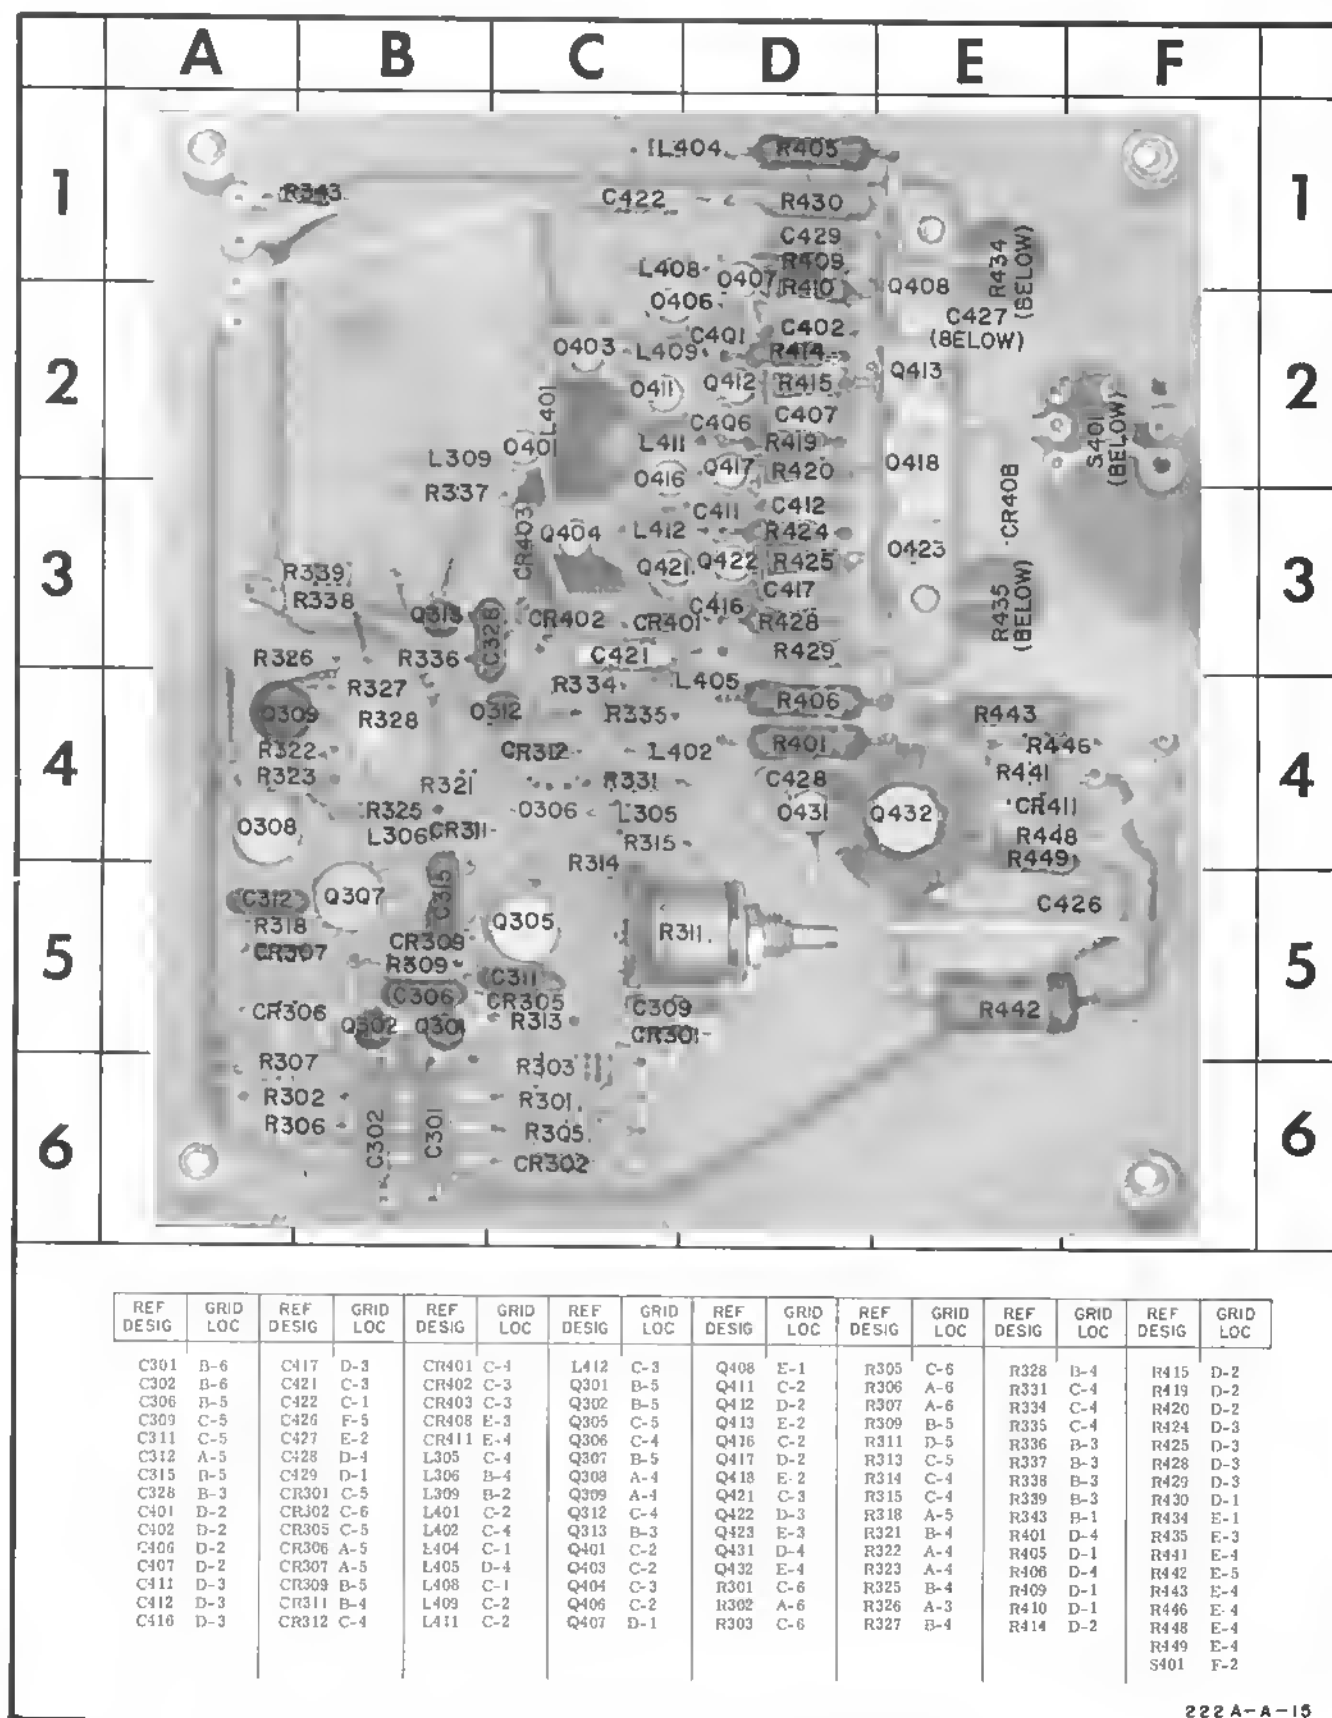 A B C D E F
1 1
IL404 R405
R343 C422 R430
C429
L408 O407 R409 R434 (BELOW)
O406 R410 Q408
C427
(BELOW)
2 2
C401 C402
O403 L409 R414 Q413
L401 O411 Q412 R415
C406 C407 S401 (BELOW)
L309 O401 L411 R419
R337 O416 Q417 R420 O418 CR408
3 3
CR403 C411 C412
Q404 L412 R424 O423
R339 Q421 Q422 R425
R338 C416 C417 R435 (BELOW)
Q313 C328 CR402 CR401 R428
R326 R336 C421 R429
4 4
R327 R334 L405 R406
Q309 R328 O312 R335 R443
R322 CR312 L402 R401 R446
R323 R321 R331 C428 R441
R325 O306 L305 O431 Q432 CR411
O308 L306 CR311 R315 R448
R314 R449
5 5
C312 Q307 C315 Q305 C426
R318 R311
CR307 CR309
R309 C311
C306 CR305 C309 R442
CR306 Q302 Q301 R313 CR301
6 6
R307 R303
R302 R301
R306 C302 C301 R305
CR302
REF DESIG GRID LOC REF DESIG GRID LOC REF DESIG GRID LOC REF DESIG GRID LOC REF DESIG GRID LOC REF DESIG GRID LOC REF DESIG GRID LOC REF DESIG GRID LOC
C301 B-6 C417 D-3 CR401 C-4 L412 C-3 Q408 E-1 R305 C-6 R328 B-4 R415 D-2
C302 B-6 C421 C-3 CR402 C-3 Q301 B-5 Q411 C-2 R306 A-6 R331 C-4 R419 D-2
C306 B-5 C422 C-1 CR403 C-3 Q302 B-5 Q412 D-2 R307 A-6 R334 C-4 R420 D-2
C309 C-5 C426 F-5 CR408 E-3 Q305 C-5 Q413 E-2 R309 B-5 R335 C-4 R424 D-3
C311 C-5 C427 E-2 CR411 E-4 Q306 C-4 Q416 C-2 R311 D-5 R336 B-3 R425 D-3
C312 A-5 C428 D-4 L305 C-4 Q307 B-5 Q417 D-2 R313 C-5 R337 B-3 R428 D-3
C315 B-5 C429 D-1 L306 B-4 Q308 A-4 Q418 E-2 R314 C-4 R338 B-3 R429 D-3
C328 B-3 CR301 C-5 L309 B-2 Q309 A-4 Q421 C-3 R315 C-4 R339 B-3 R430 D-1
C401 D-2 CR302 C-6 L401 C-2 Q312 C-4 Q422 D-3 R318 A-5 R343 B-1 R434 E-1
C402 D-2 CR305 C-5 L402 C-4 Q313 B-3 Q423 E-3 R321 B-4 R401 D-4 R435 E-3
C406 D-2 CR306 A-5 L404 C-1 Q401 C-2 Q431 D-4 R322 A-4 R405 D-1 R441 E-4
C407 D-2 CR307 A-5 L405 D-4 Q403 C-2 Q432 E-4 R323 A-4 R406 D-4 R442 E-5
C411 D-3 CR309 B-5 L408 C-1 Q404 C-3 R301 C-6 R325 B-4 R409 D-1 R443 E-4
C412 D-3 CR311 B-4 L409 C-2 Q406 C-2 R302 A-6 R326 A-3 R410 D-1 R446 E-4
C416 D-3 CR312 C-4 L411 C-2 Q407 D-1 R303 C-6 R327 B-4 R414 D-2 R448 E-4
R449 E-4
S401 F-2
222A-A-15